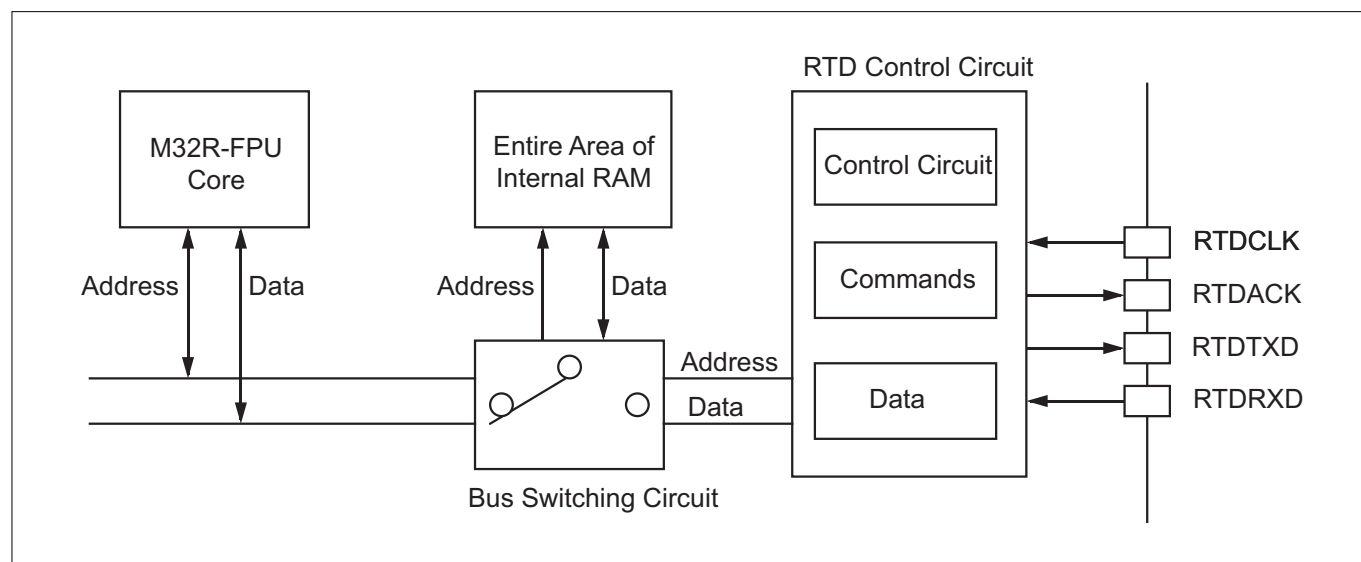 RTD Control Circuit
M32R-FPU
Core
Entire Area of
Internal RAM
Control Circuit
RTDCLK
Address
Data
Address
Data
Commands
RTDACK
RTDTXD
Address
Data
Data
RTDRXD
Bus Switching Circuit